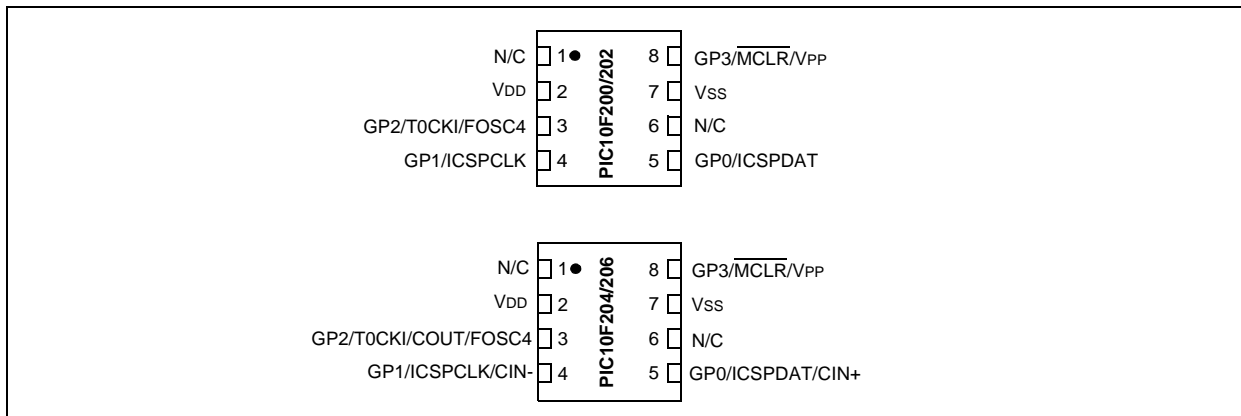 N/C 1 8 GP3/MCLR/VPP
VDD 2 7 VSS
GP2/T0CKI/FOSC4 3 6 N/C
GP1/ICSPCLK 4 5 GP0/ICSPDAT
PIC10F200/202
N/C 1 8 GP3/MCLR/VPP
VDD 2 7 VSS
GP2/T0CKI/COUT/FOSC4 3 6 N/C
GP1/ICSPCLK/CIN- 4 5 GP0/ICSPDAT/CIN+
PIC10F204/206